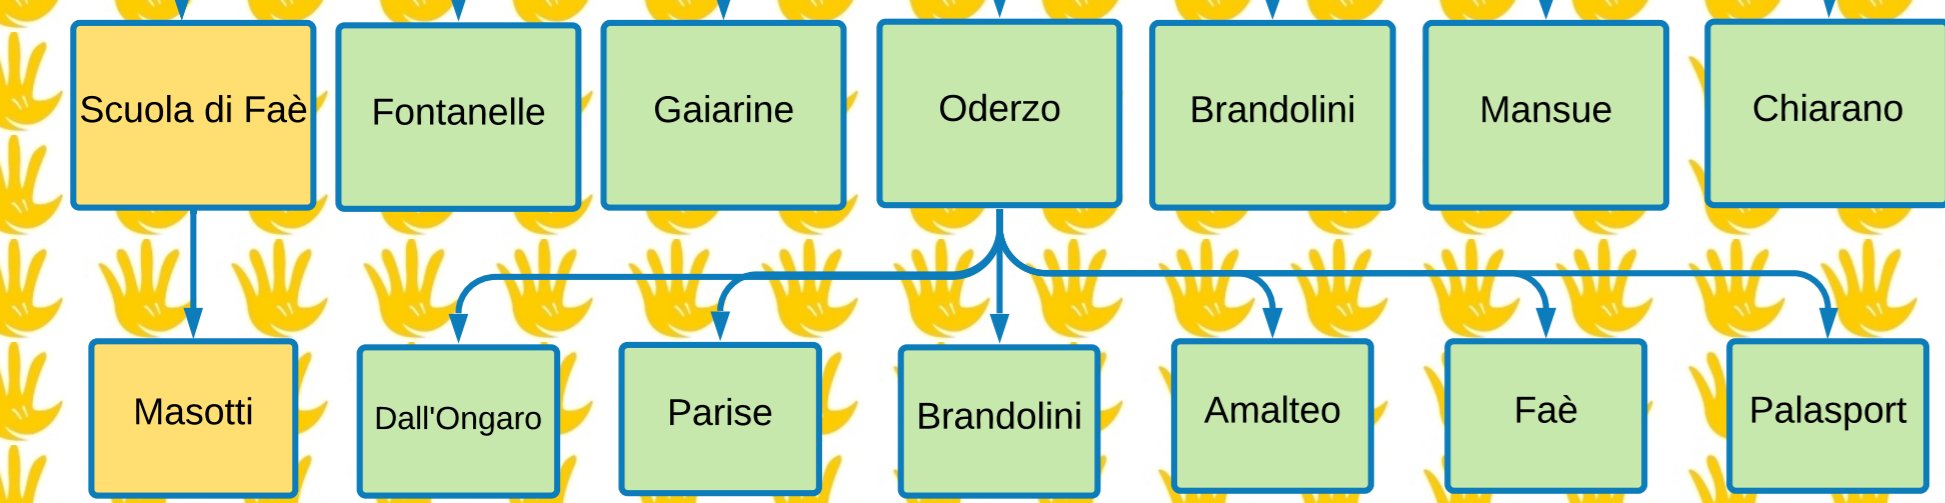 Scuola di Faè
Fontanelle
Gaiarine
Oderzo
Brandolini
Mansue
Chiarano
Masotti
Dall'Ongaro
Parise
Brandolini
Amalteo
Faè
Palasport